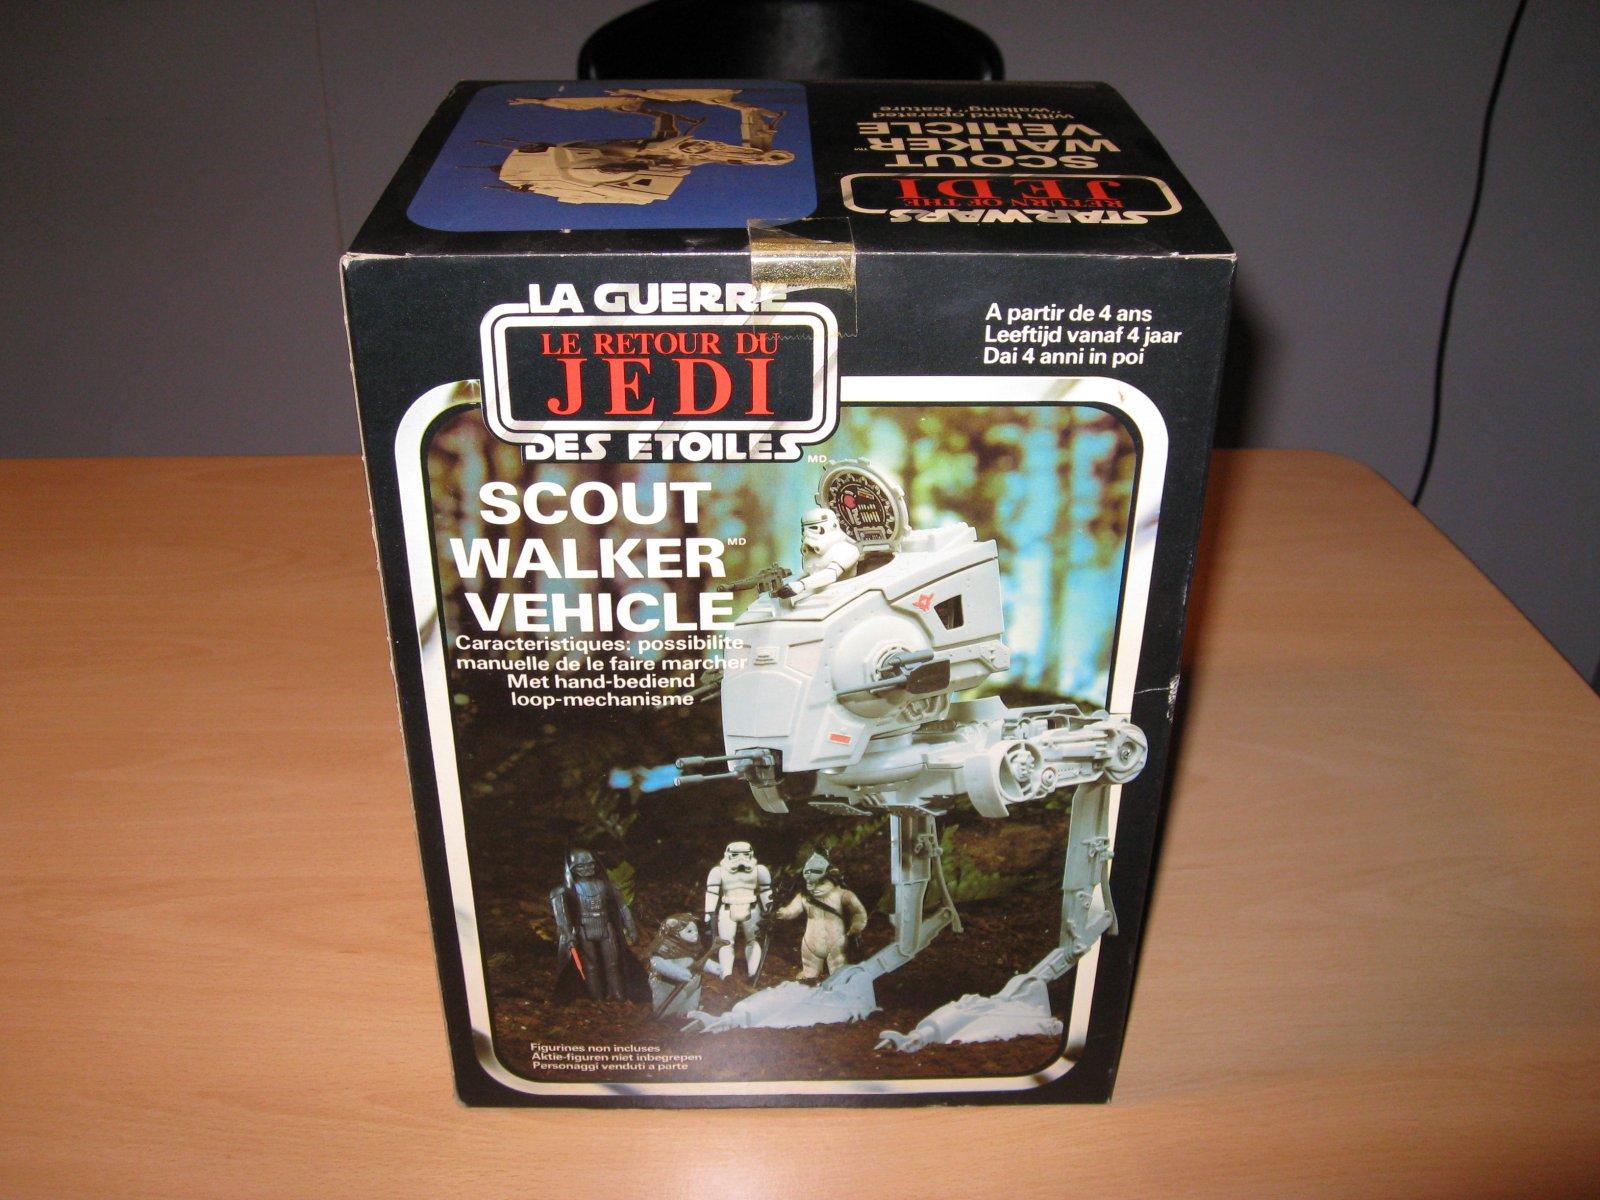 STAR WARS
RETURN OF THE
JEDI
SCOUT
WALKER™
VEHICLE
with hand operated
"walking" feature
LA GUERRE
LE RETOUR DU
JEDI
DES ETOILES
MD
A partir de 4 ans
Leeftijd vanaf 4 jaar
Dai 4 anni in poi
SCOUT
WALKER MD
VEHICLE
Caracteristiques: possibilite
manuelle de le faire marcher
Met hand-bediend
loop-mechanisme
Figurines non incluses
Aktie-figuren niet inbegrepen
Personaggi venduti a parte